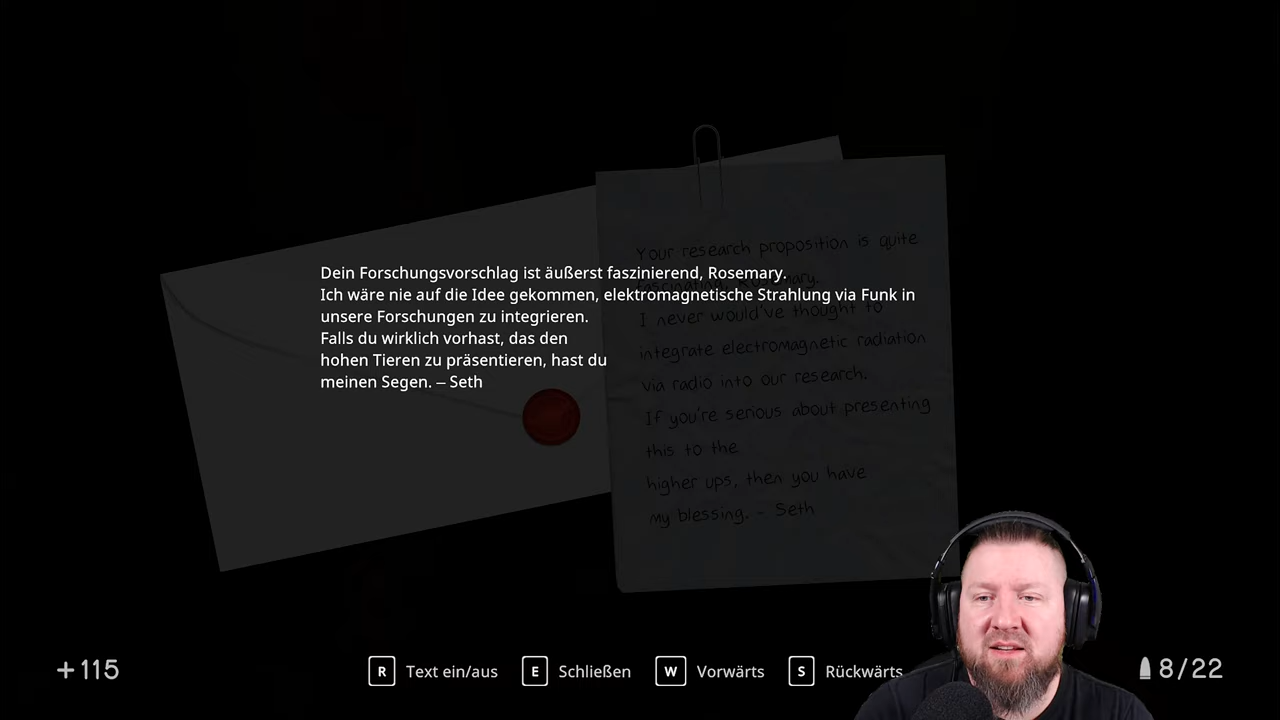 Dein Forschungsvorschlag ist äußerst faszinierend, Rosemary.
Ich wäre nie auf die Idee gekommen, elektromagnetische Strahlung via Funk in
unsere Forschungen zu integrieren.
Falls du wirklich vorhast, das den
hohen Tieren zu präsentieren, hast du
meinen Segen. – Seth
Your research proposition is quite
fascinating, Rosemary.
I never would've thought to
integrate electromagnetic radiation
via radio into our research.
If you're serious about presenting
this to the
higher ups, then you have
my blessing. - Seth
+115
R Text ein/aus E Schließen W Vorwärts S Rückwärts
8/22